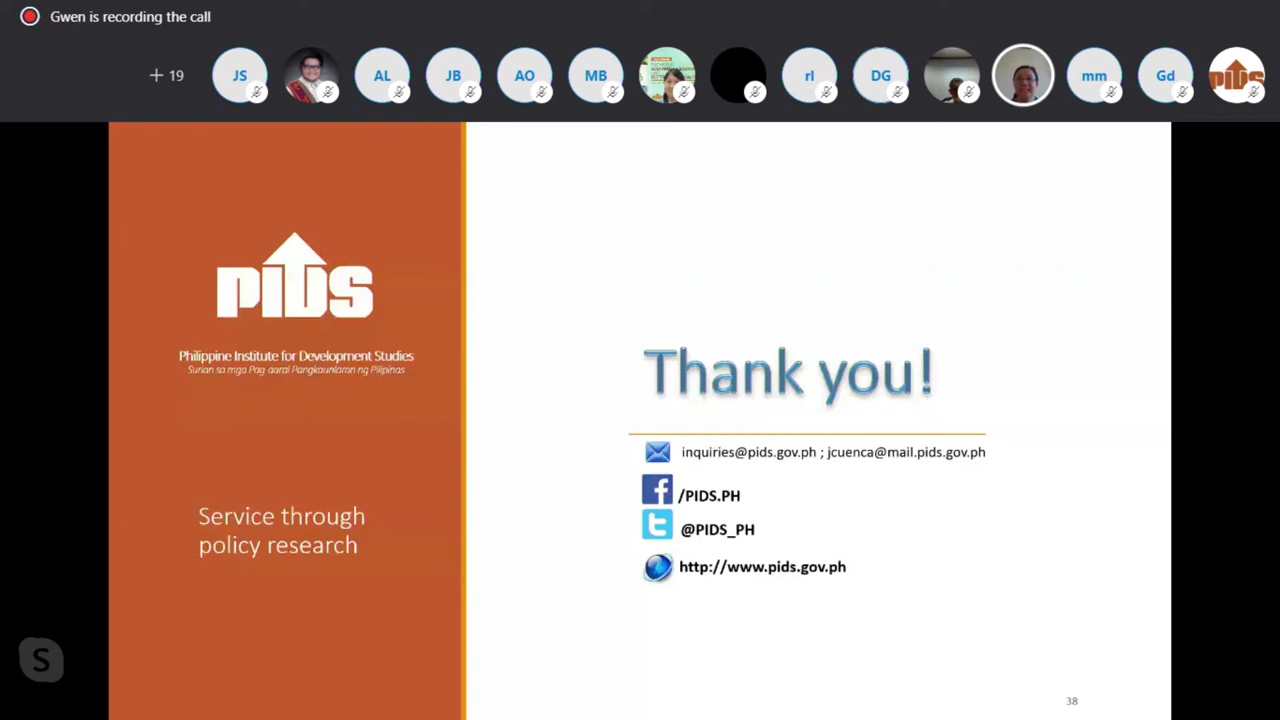 Gwen is recording the call
+ 19
JS
AL
JB
AO
MB
rl
DG
mm
Gd
PIDS
PIDS
Philippine Institute for Development Studies
Surian sa mga Pag aaral Pangkaunlaran ng Pilipinas
Service through
policy research
Thank you!
inquiries@pids.gov.ph ; jcuenca@mail.pids.gov.ph
/PIDS.PH
@PIDS_PH
http://www.pids.gov.ph
S
38